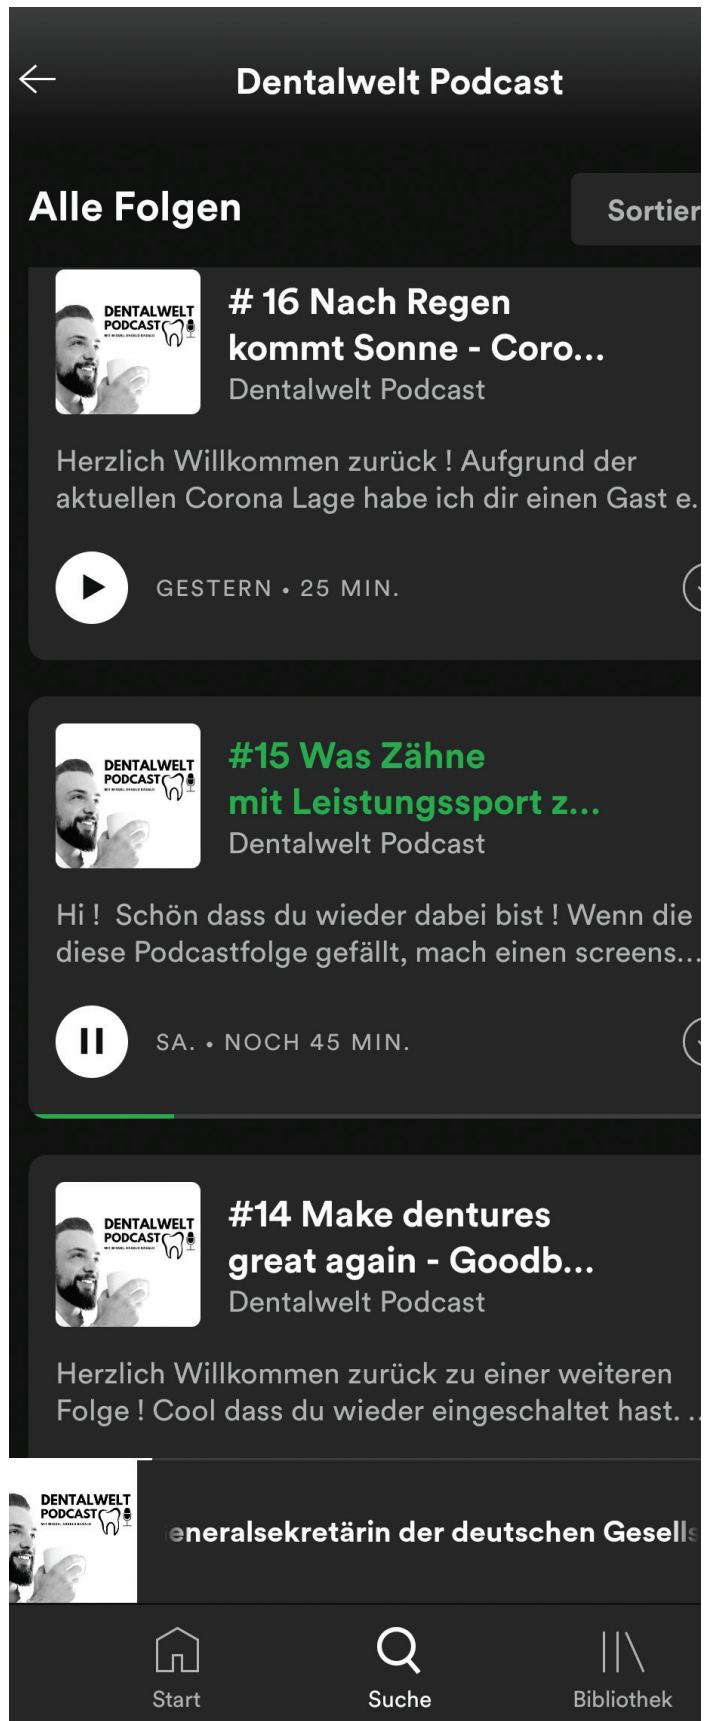 Dentalwelt Podcast
Alle Folgen
Sortier
DENTALWELT
PODCAST
# 16 Nach Regen
kommt Sonne - Coro...
Dentalwelt Podcast
Herzlich Willkommen zurück ! Aufgrund der
aktuellen Corona Lage habe ich dir einen Gast e.
GESTERN • 25 MIN.
DENTALWELT
PODCAST
#15 Was Zähne
mit Leistungssport z...
Dentalwelt Podcast
Hi ! Schön dass du wieder dabei bist ! Wenn die
diese Podcastfolge gefällt, mach einen screens...
SA. • NOCH 45 MIN.
DENTALWELT
PODCAST
#14 Make dentures
great again - Goodb...
Dentalwelt Podcast
Herzlich Willkommen zurück zu einer weiteren
Folge ! Cool dass du wieder eingeschaltet hast. ..
DENTALWELT
PODCAST
eneralsekretärin der deutschen Gesells
Start
Suche
Bibliothek